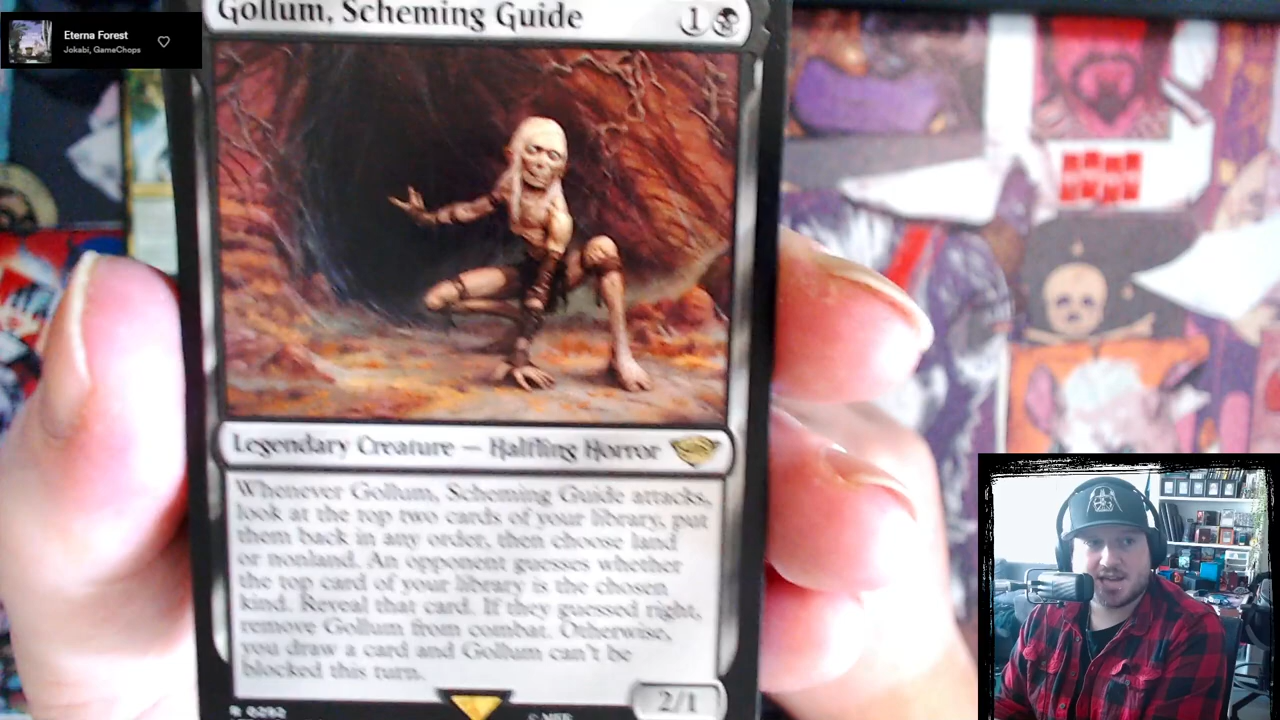 Eterna Forest
Jokabi, GameChops
Gollum, Scheming Guide
1
Legendary Creature — Halfling Horror
Whenever Gollum, Scheming Guide attacks,
look at the top two cards of your library, put
them back in any order, then choose land
or nonland. An opponent guesses whether
the top card of your library is the chosen
kind. Reveal that card. If they guessed right,
remove Gollum from combat. Otherwise,
you draw a card and Gollum can't be
blocked this turn.
2/1
R 0292